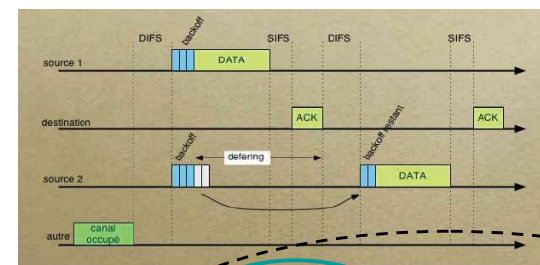 DIFS
backoff
SIFS
DIFS
SIFS
source 1
DATA
destination
ACK
backoff restant
ACK
backoff
defering
source 2
DATA
autre
canal
occupé